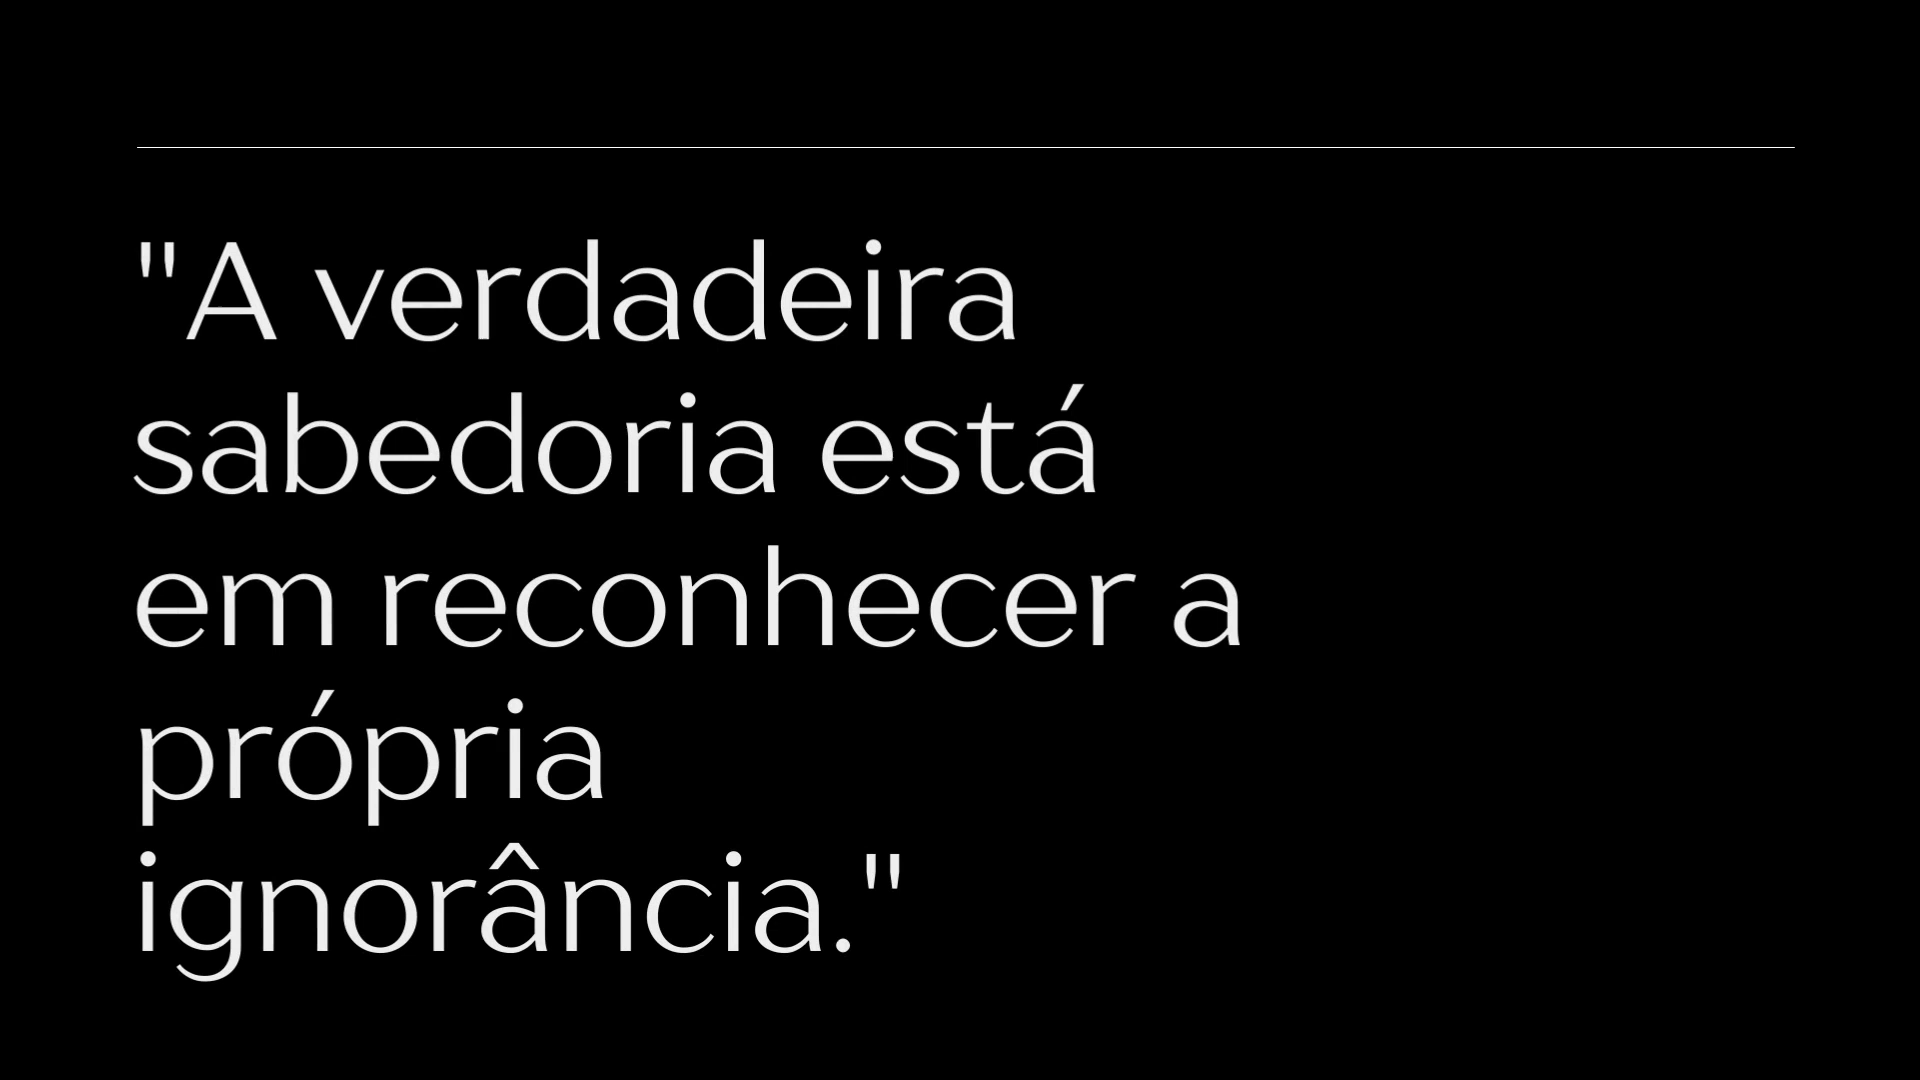 "A verdadeira
sabedoria está
em reconhecer a
própria
ignorância."